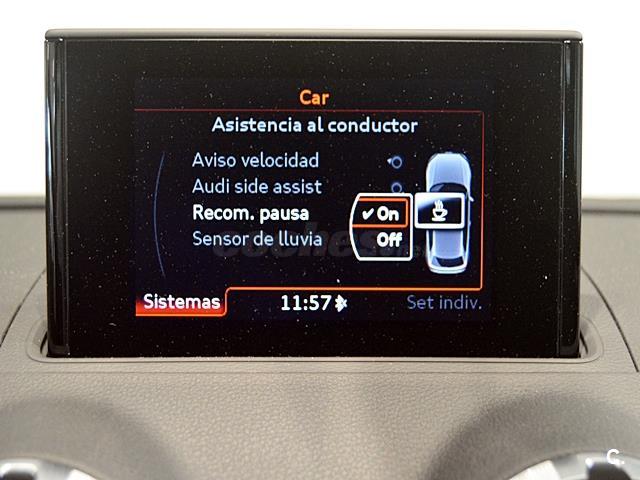 Car
Asistencia al conductor
Aviso velocidad
Audi side assist
Recom. pausa
✓ On
Sensor de lluvia
Off
Sistemas
11:57
Set indiv.